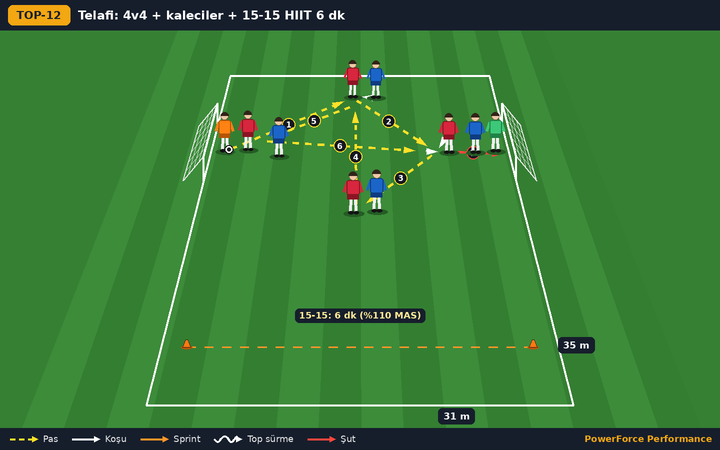 TOP-12 Telafi: 4v4 + kaleciler + 15-15 HIIT 6 dk
1
5
2
6
4
3
15-15: 6 dk (%110 MAS)
35 m
31 m
Pas Koşu Sprint Top sürme Şut PowerForce Performance